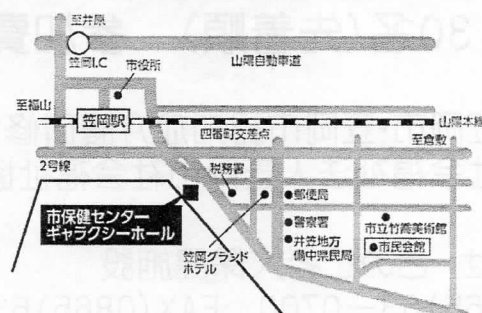 至井原
笠岡I.C
市役所
山陽自動車道
至福山
笠岡駅
山陽本線
四番町交差点
至倉敷
2号線
税務署
郵便局
市保健センター
ギャラクシーホール
警察署
市立竹喬美術館
市民会館
井笠地方
備中県民局
笠岡グランド
ホテル